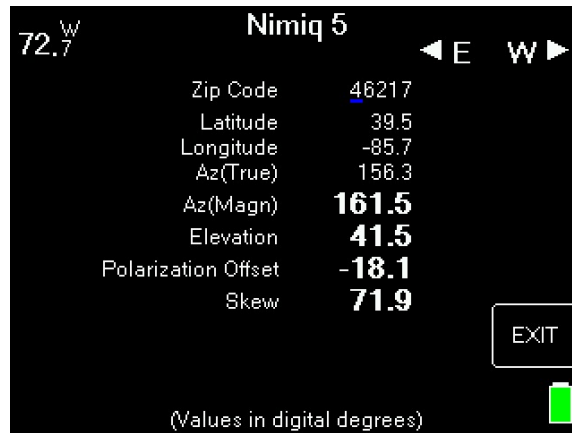 72.7 W
Nimiq 5
◀ E W ▶
Zip Code 46217
Latitude 39.5
Longitude -85.7
Az(True) 156.3
Az(Magn) 161.5
Elevation 41.5
Polarization Offset -18.1
Skew 71.9
EXIT
(Values in digital degrees)